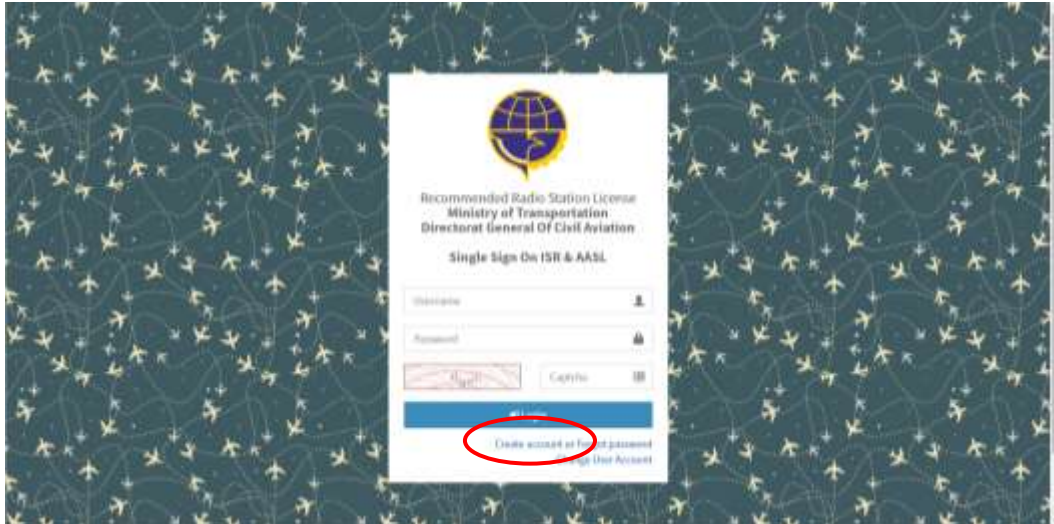 Recommended Radio Station License
Ministry of Transportation
Directorat General Of Civil Aviation
Single Sign On ISR & AASL
Username
Password
Captcha
Login
Create account or forgot password
Change User Account